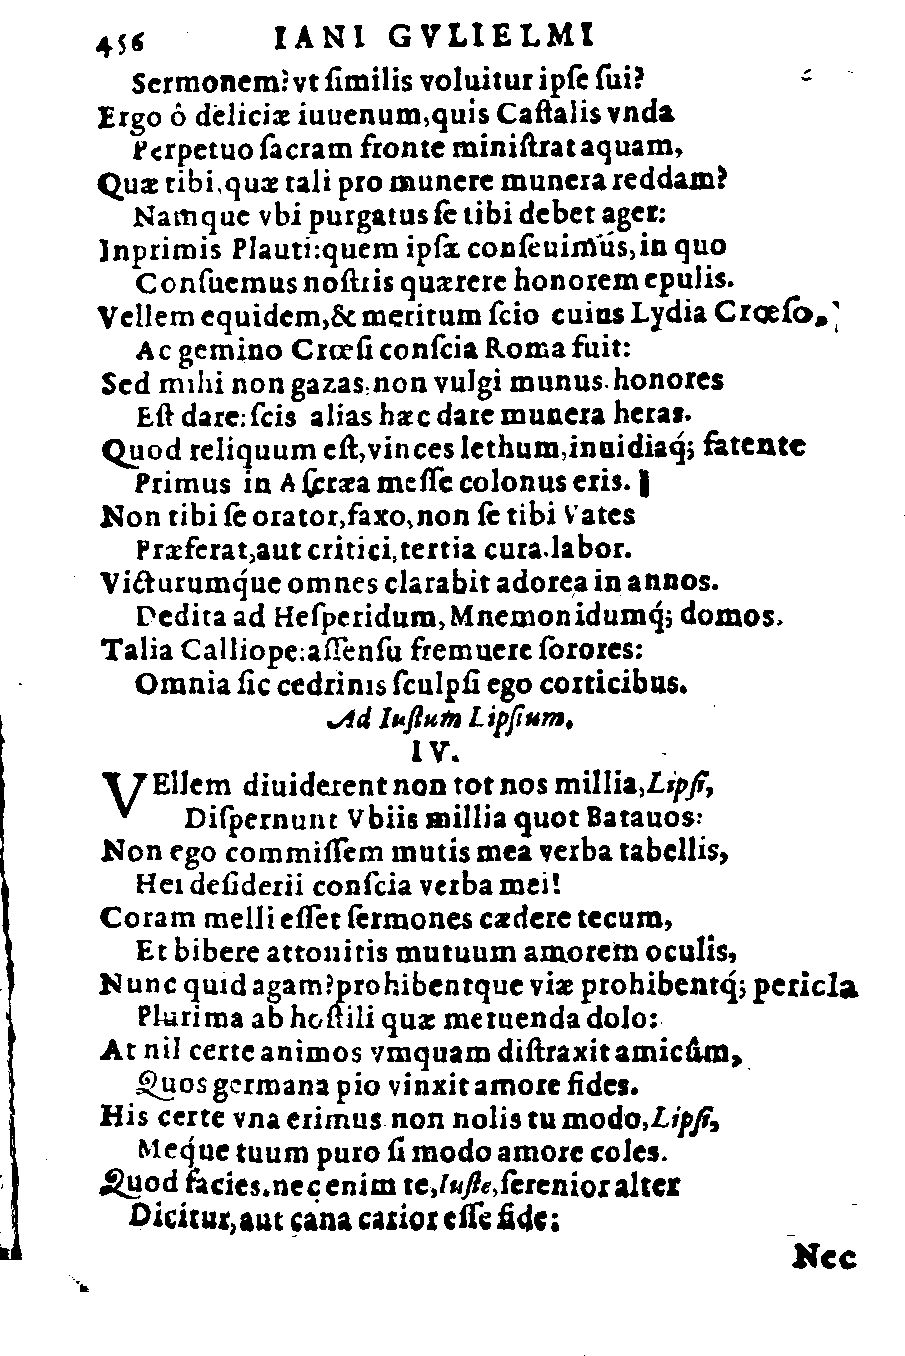 456 IANI GVLIELMI
Sermonem? vt ſimilis voluitur ipſe ſui?
Ergo ô deliciæ iuuenum, quis Caſtalis vnda
Perpetuo ſacram fronte miniſtrat aquam,
Quæ tibi, quæ tali pro munere munera reddam?
Namque vbi purgatus ſe tibi debet ager:
Inprimis Plauti: quem ipſæ conſeuimus, in quo
Conſuemus noſtris quærere honorem epulis.
Vellem equidem, & meritum ſcio cuius Lydia Crœſo,
Ac gemino Crœſi conſcia Roma fuit:
Sed mihi non gazas, non vulgi munus honores
Eſt dare: ſcis alias hæc dare munera heras.
Quod reliquum eſt, vinces lethum, inuidiaq́; fatente
Primus in Aſcræa meſſe colonus eris.
Non tibi ſe orator, faxo, non ſe tibi Vates
Præferat, aut critici, tertia cura. labor.
Victurumq́ue omnes clarabit adorea in annos.
Dedita ad Heſperidum, Mnemonidumq́; domos.
Talia Calliope: aſſenſu fremuere ſorores:
Omnia ſic cedrinis ſculpſi ego corticibus.
Ad Iuſtum Lipſium.
IV.
VEllem diuiderent non tot nos millia, Lipſi,
Diſpernunt Vbiis millia quot Batauos:
Non ego commiſſem mutis mea verba tabellis,
Hei deſiderii conſcia verba mei!
Coram melli eſſet ſermones cædere tecum,
Et bibere attonitis mutuum amorem oculis,
Nunc quid agam? prohibentque viæ prohibentq́; pericla
Plurima ab hoſtili quæ metuenda dolo:
At nil certe animos vmquam diſtraxit amicûm,
Quos germana pio vinxit amore fides.
His certe vna erimus non nolis tu modo, Lipſi,
Meq́ue tuum puro ſi modo amore coles.
Quod facies. nec enim te, Iuſte, ſerenior alter
Dicitur, aut cana carior eſſe fide:
Nec